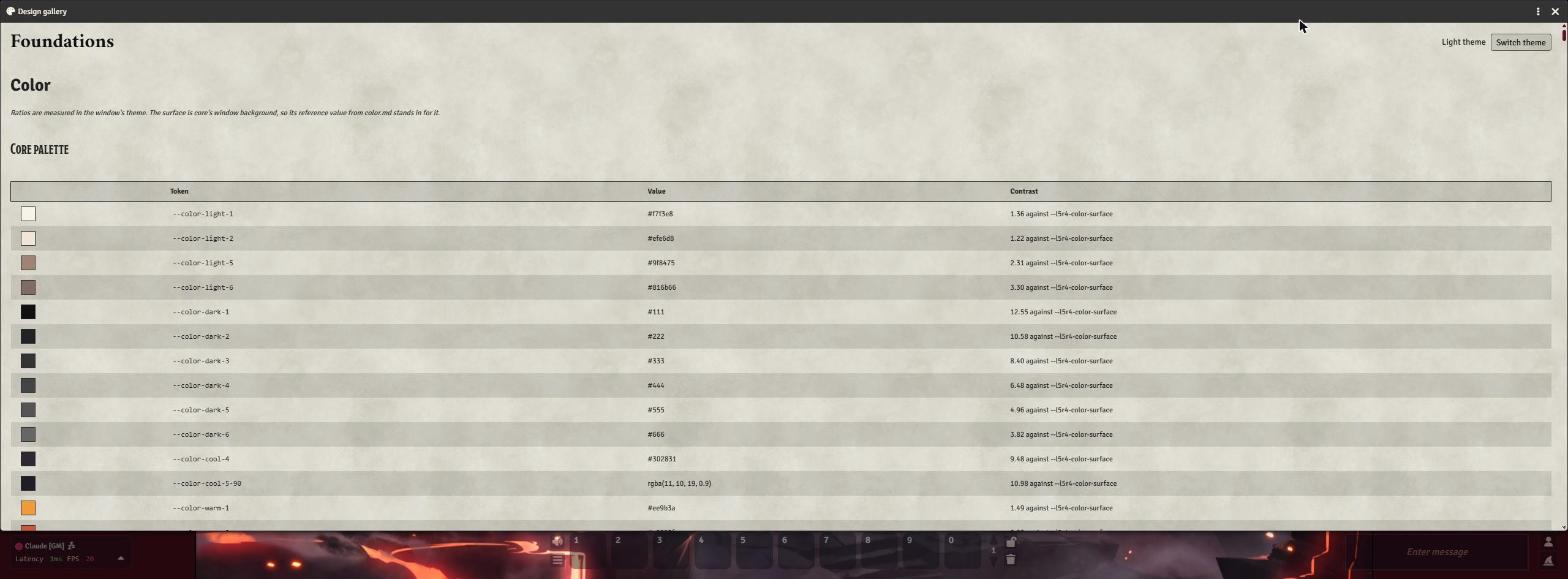 Design gallery
Foundations
Light theme Switch theme
Color
Ratios are measured in the window's theme. The surface is core's window background, so its reference value from color.md stands in for it.
CORE PALETTE
Token Value Contrast
--color-light-1 #f7f3e8 1.36 against --l5r4-color-surface
--color-light-2 #efe6d8 1.22 against --l5r4-color-surface
--color-light-5 #9f8475 2.31 against --l5r4-color-surface
--color-light-6 #816b66 3.30 against --l5r4-color-surface
--color-dark-1 #111 12.55 against --l5r4-color-surface
--color-dark-2 #222 10.58 against --l5r4-color-surface
--color-dark-3 #333 8.40 against --l5r4-color-surface
--color-dark-4 #444 6.48 against --l5r4-color-surface
--color-dark-5 #555 4.96 against --l5r4-color-surface
--color-dark-6 #666 3.82 against --l5r4-color-surface
--color-cool-4 #302831 9.48 against --l5r4-color-surface
--color-cool-5-90 rgba(11, 10, 19, 0.9) 10.98 against --l5r4-color-surface
--color-warm-1 #ee9b3a 1.49 against --l5r4-color-surface
Claude [GM]
Latency 3ms FPS 20
1 2 3 4 5 6 7 8 9 0
1
Enter message